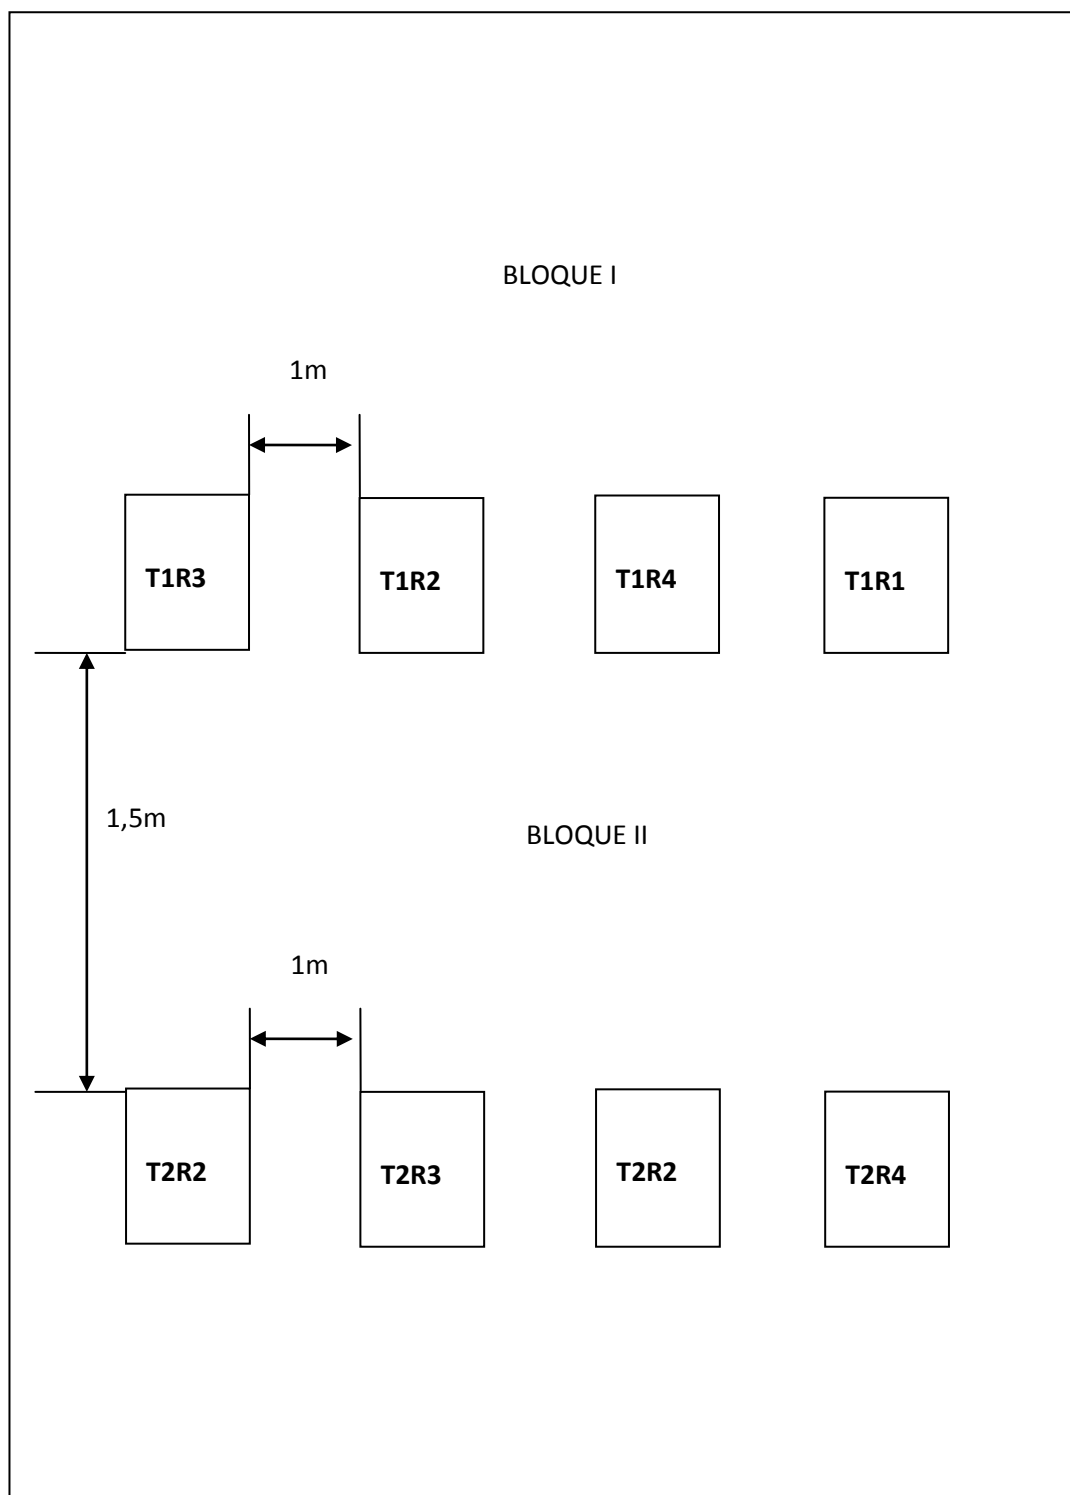 BLOQUE I
1m
T1R3
T1R2
T1R4
T1R1
1,5m
BLOQUE II
1m
T2R2
T2R3
T2R2
T2R4